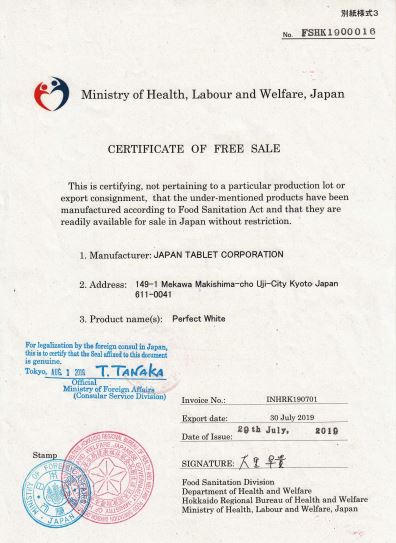 別紙様式3
No. FSHK1900016
Ministry of Health, Labour and Welfare, Japan
CERTIFICATE OF FREE SALE
This is certifying, not pertaining to a particular production lot or
export consignment, that the under-mentioned products have been
manufactured according to Food Sanitation Act and that they are
readily available for sale in Japan without restriction.
1. Manufacturer: JAPAN TABLET CORPORATION
2. Address: 149-1 Mekawa Makishima-cho Uji-City Kyoto Japan
611-0041
3. Product name(s): Perfect White
For legalization by the foreign consul in Japan,
this is to certify that the Seal affixed to this document
is genuine.
Tokyo, AUG 1 2019 T. TANAKA
Official
Ministry of Foreign Affairs
(Consular Service Division)
Invoice No.: INHRK190701
Export date: 30 July 2019
Date of Issue: 29th July, 2019
Stamp
SIGNATURE:
Food Sanitation Division
Department of Health and Welfare
Hokkaido Regional Bureau of Health and Welfare
Ministry of Health, Labour and Welfare, Japan
MINISTRY OF FOREIGN AFFAIRS
JAPAN